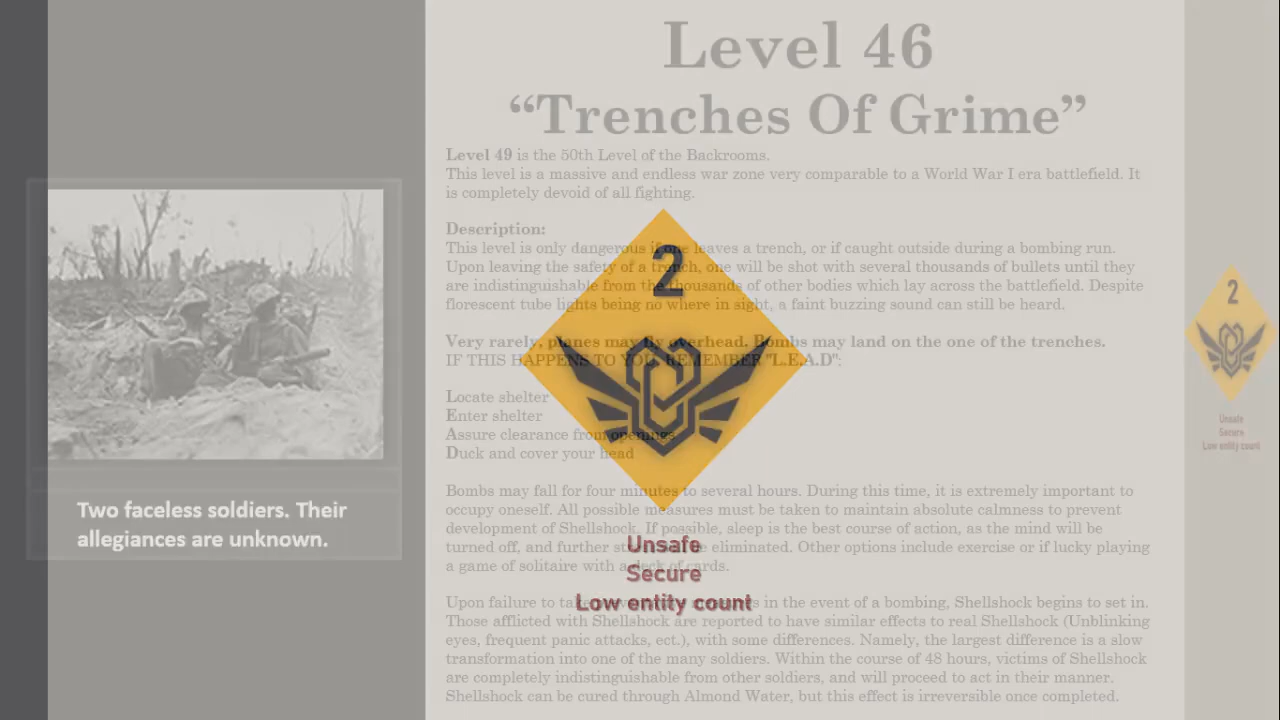 Level 46
“Trenches Of Grime”
Level 49 is the 50th Level of the Backrooms.
This level is a massive and endless war zone very comparable to a World War I era battlefield. It
is completely devoid of all fighting.
Description:
This level is only dangerous if one leaves a trench, or if caught outside during a bombing run.
Upon leaving the safety of a trench, one will be shot with several thousands of bullets until they
are indistinguishable from the thousands of other bodies which lay across the battlefield. Despite
florescent tube lights being no where in sight, a faint buzzing sound can still be heard.
Very rarely, planes may fly overhead. Bombs may land on the one of the trenches.
IF THIS HAPPENS TO YOU, REMEMBER "L.E.A.D":
Locate shelter
Enter shelter
Assure clearance from openings
Duck and cover your head
Bombs may fall for four minutes to several hours. During this time, it is extremely important to
occupy oneself. All possible measures must be taken to maintain absolute calmness to prevent
development of Shellshock. If possible, sleep is the best course of action, as the mind will be
turned off, and further eliminated. Other options include exercise or if lucky playing
a game of solitaire with a deck of cards.
Upon failure to in the event of a bombing, Shellshock begins to set in.
Those afflicted with Shellshock are reported to have similar effects to real Shellshock (Unblinking
eyes, frequent panic attacks, ect.), with some differences. Namely, the largest difference is a slow
transformation into one of the many soldiers. Within the course of 48 hours, victims of Shellshock
are completely indistinguishable from other soldiers, and will proceed to act in their manner.
Shellshock can be cured through Almond Water, but this effect is irreversible once completed.
Two faceless soldiers. Their
allegiances are unknown.
2
Unsafe
Secure
Low entity count
2
Unsafe
Secure
Low entity count